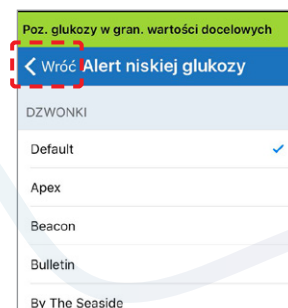 Poz. glukozy w gran. wartości docelowych
Wróć Alert niskiej glukozy
DZWONKI
Default
Apex
Beacon
Bulletin
By The Seaside